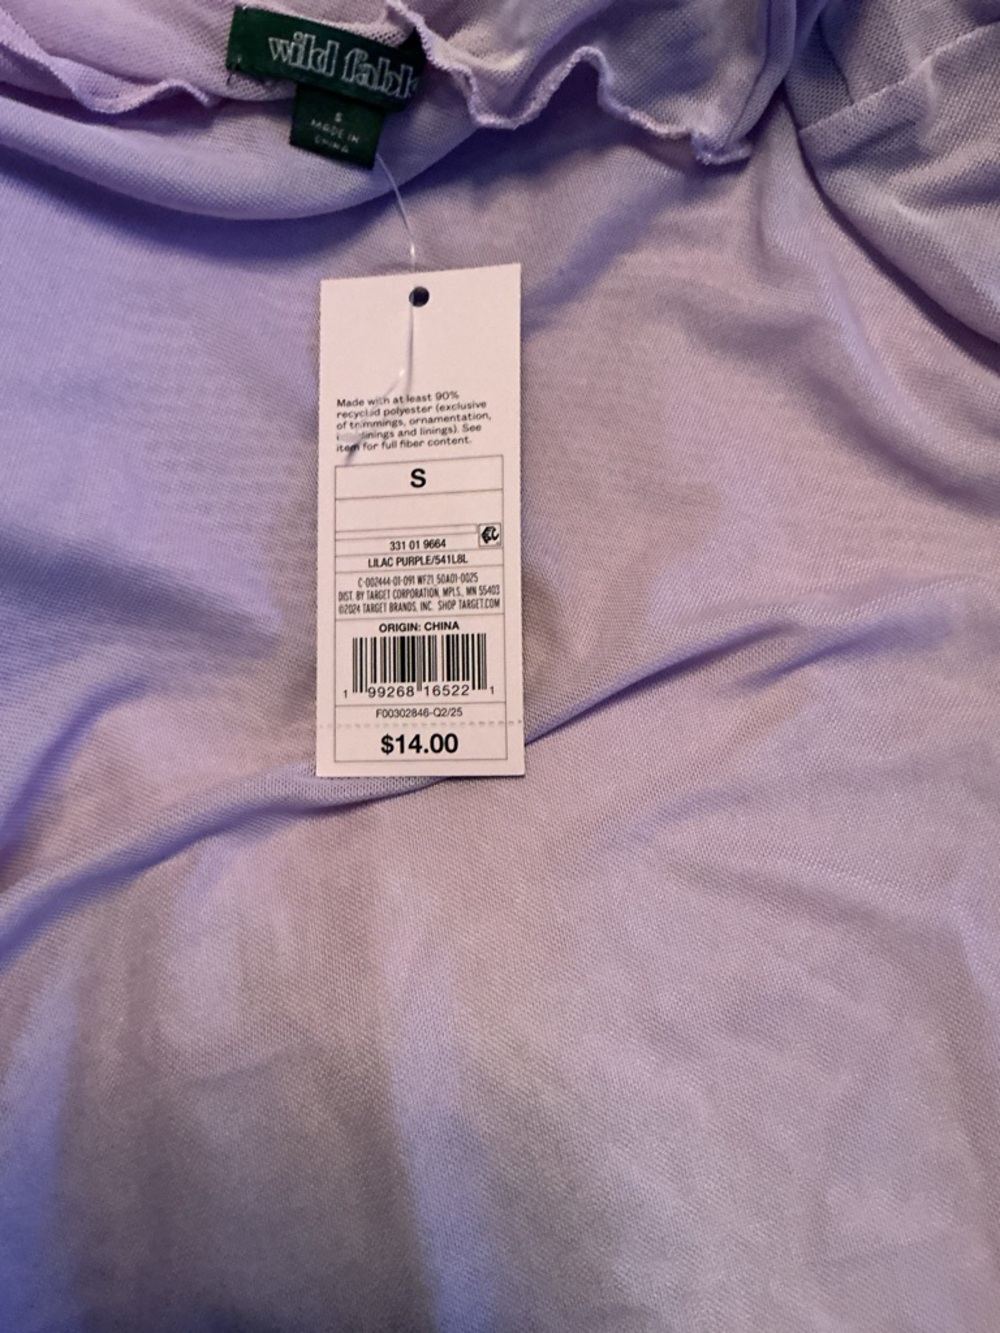 wild fabl
S
MADE IN
CHINA
Made with at least 90%
recycled polyester (exclusive
of trimmings, ornamentation,
linings and linings). See
item for full fiber content.
S
331 01 9664
LILAC PURPLE/541L8L
C-002444-01-091 WF21_50A01-0025
DIST. BY TARGET CORPORATION, MPLS., MN 55403
©2024 TARGET BRANDS, INC. SHOP TARGET.COM
ORIGIN: CHINA
1 99268 16522 1
F00302846-Q2/25
$14.00